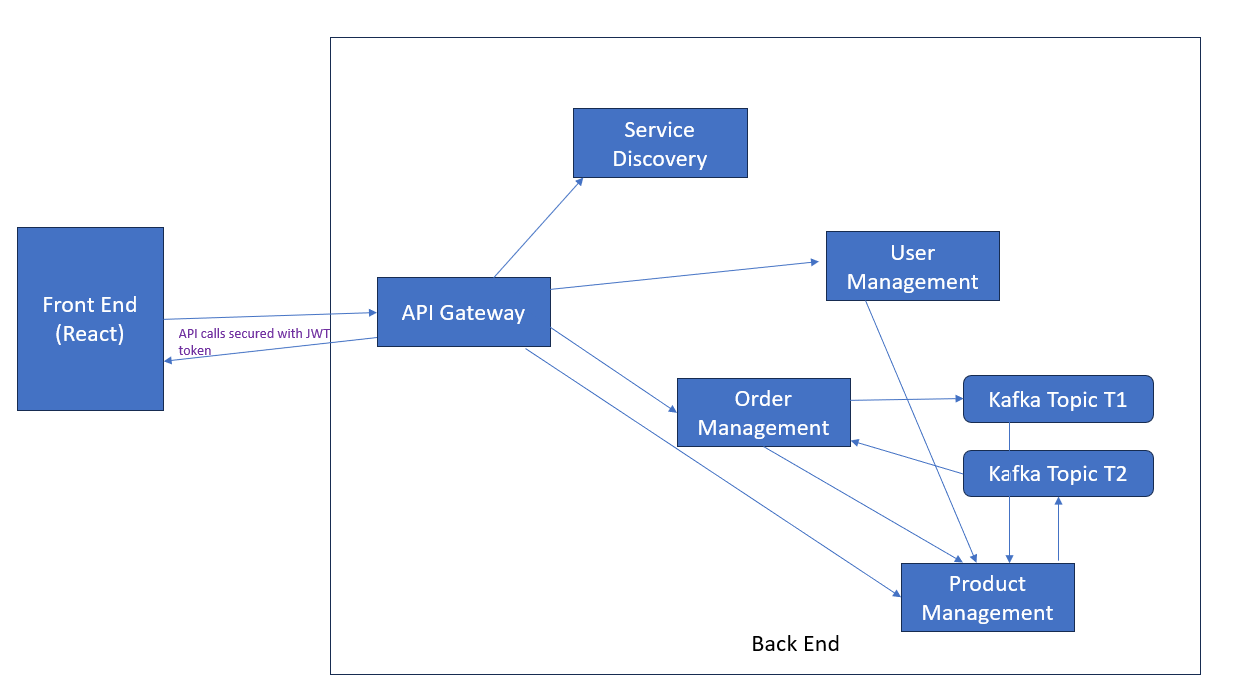 Service
Discovery
User
Management
Front End
(React)
API Gateway
API calls secured with JWT
token
Order
Management
Kafka Topic T1
Kafka Topic T2
Product
Management
Back End